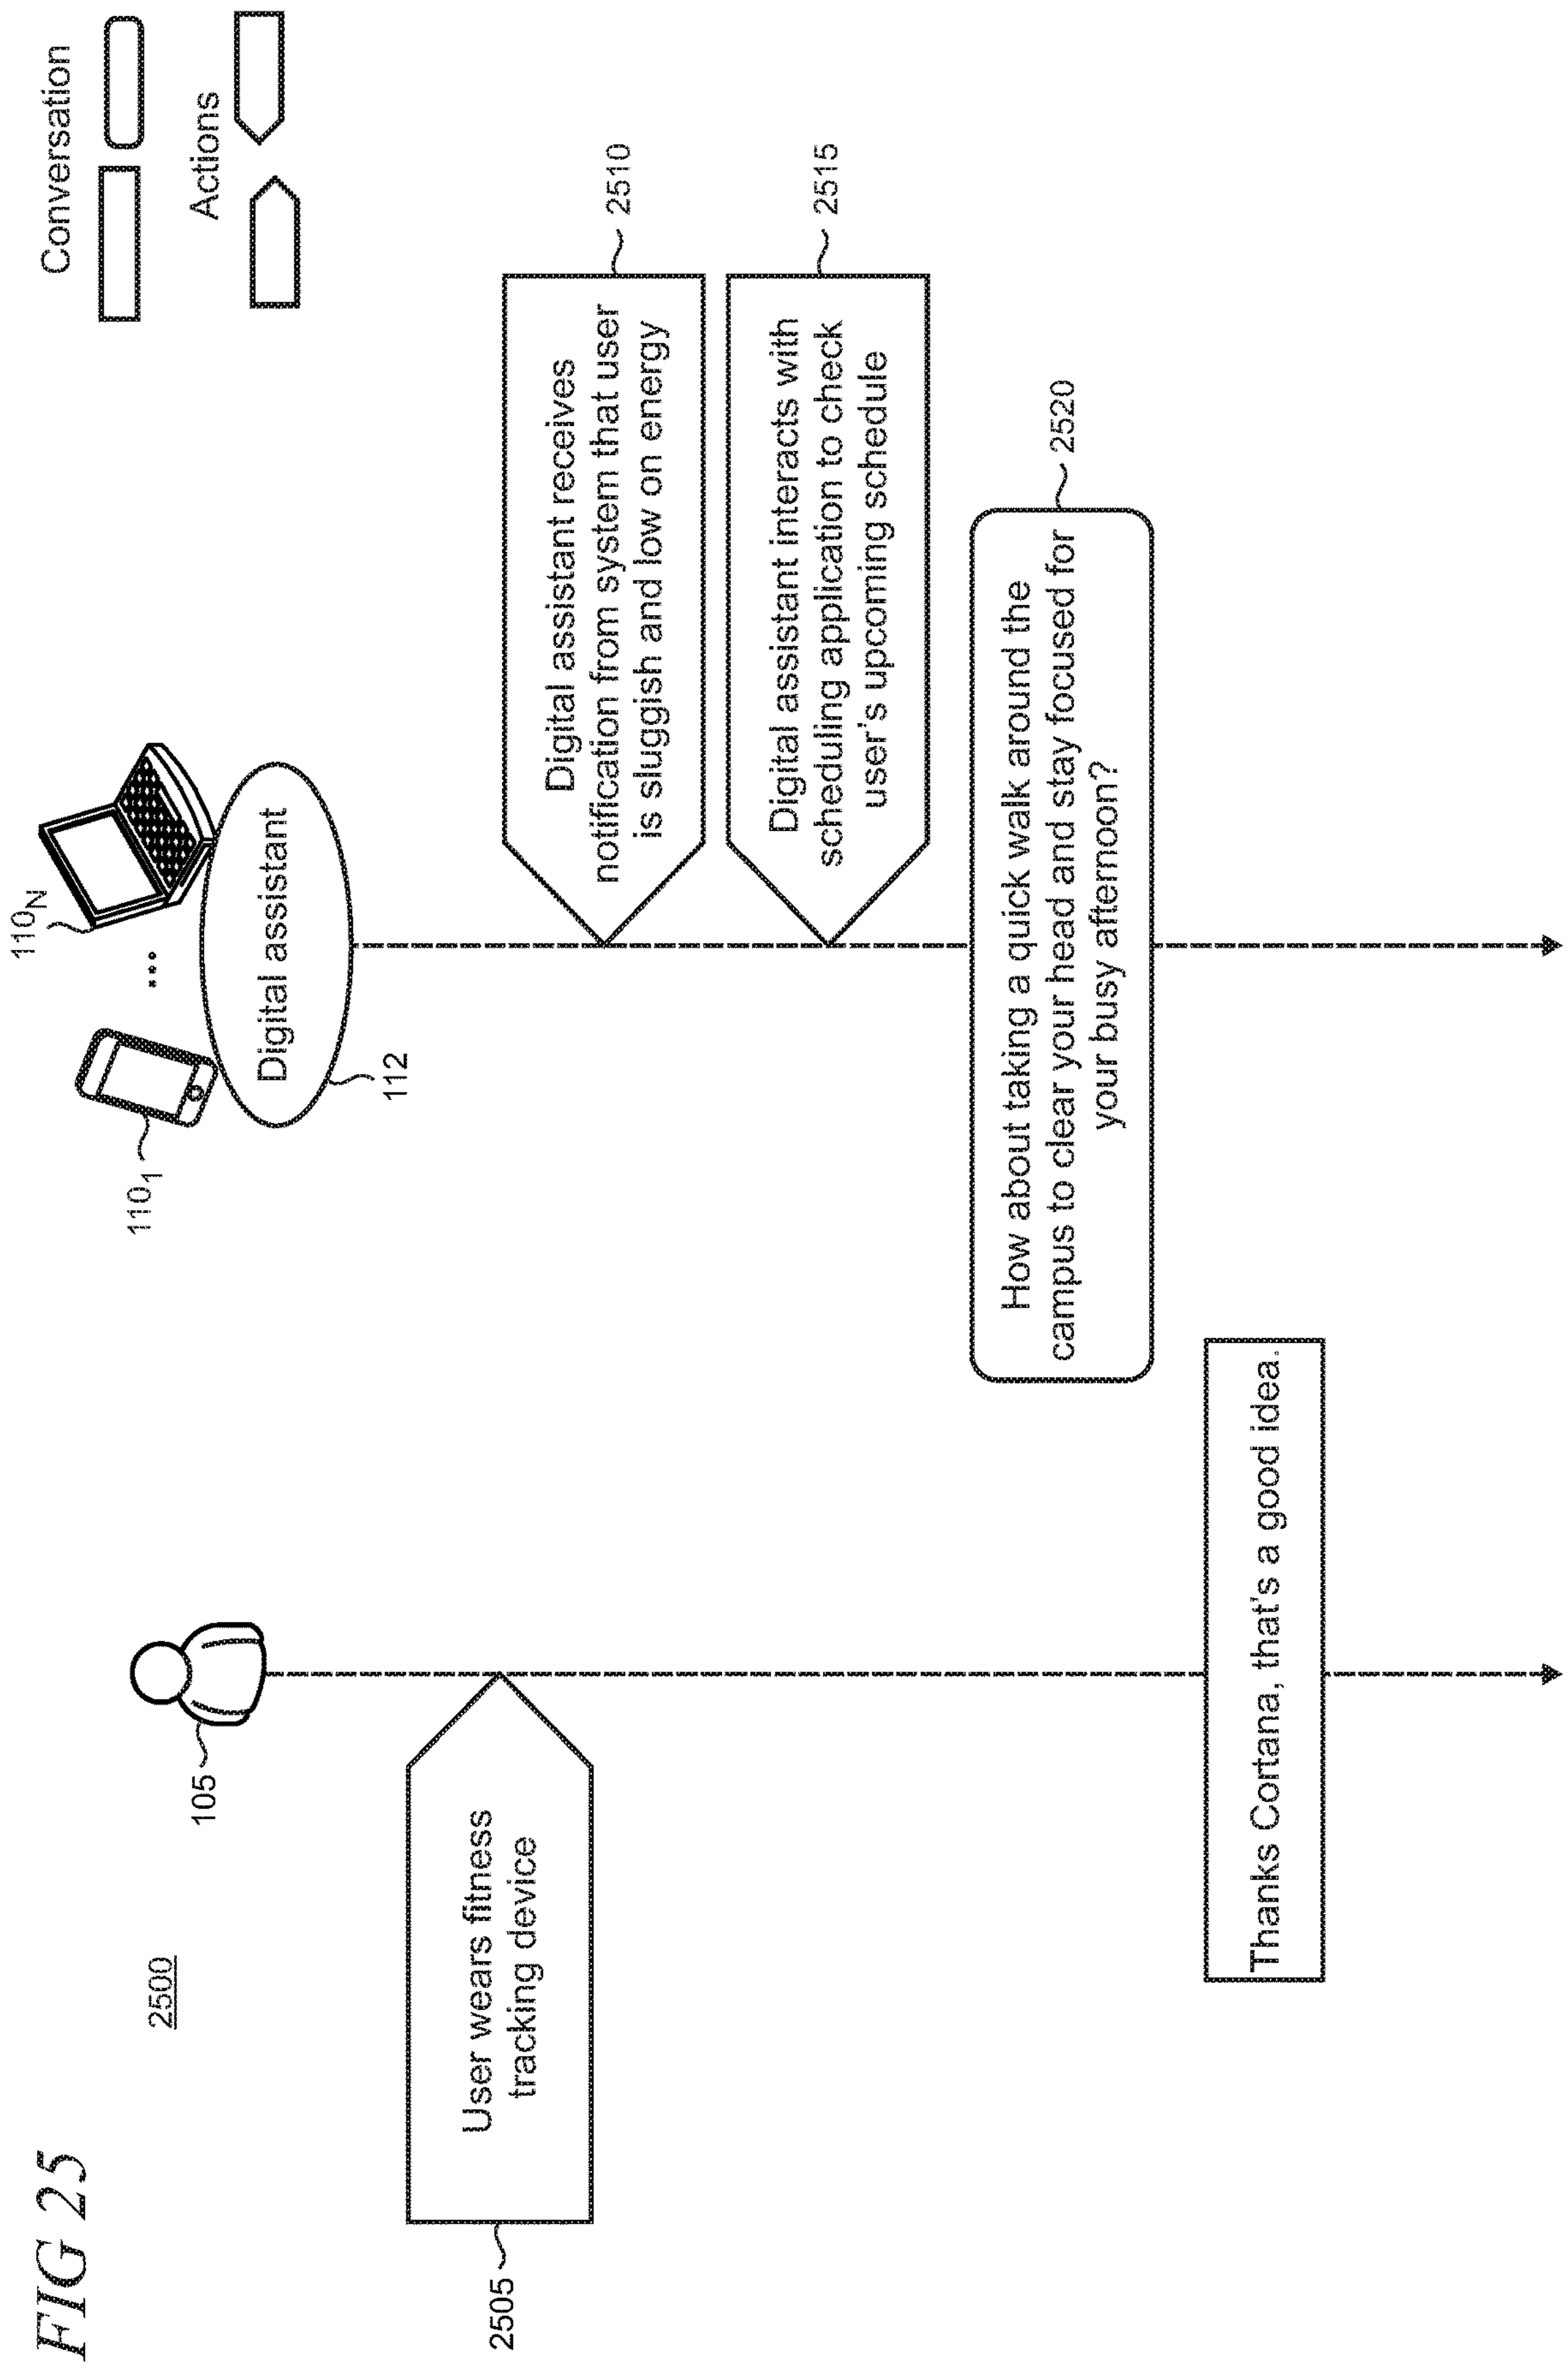 FIG 25
2500
105
110₁
...
110N
Digital assistant
112
Conversation
Actions
2505
User wears fitness
tracking device
Digital assistant receives
notification from system that user
is sluggish and low on energy
2510
Digital assistant interacts with
scheduling application to check
user's upcoming schedule
2515
How about taking a quick walk around the
campus to clear your head and stay focused for
your busy afternoon?
2520
Thanks Cortana, that's a good idea.